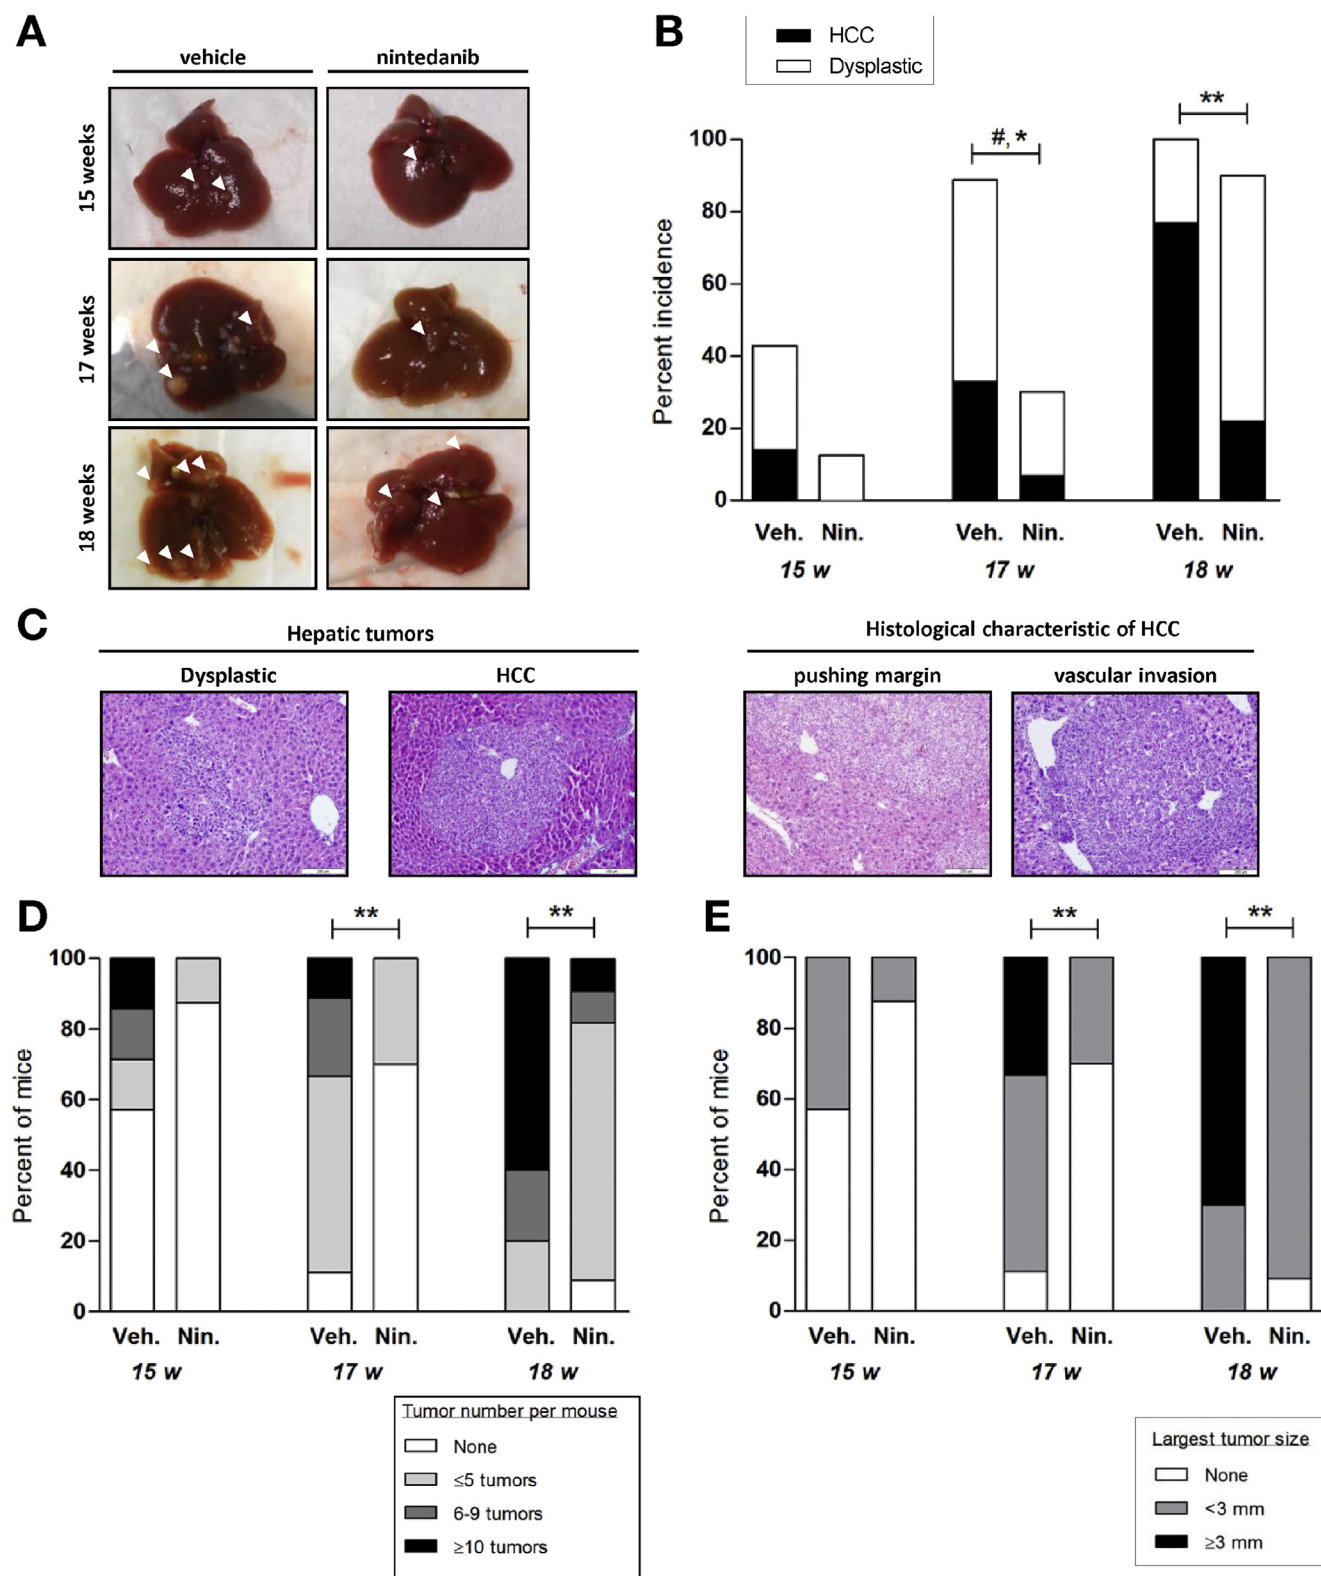 A
vehicle nintedanib
15 weeks
17 weeks
18 weeks
B
HCC
Dysplastic
Percent incidence
100
80
60
40
20
0
#, *
**
Veh. Nin. Veh. Nin. Veh. Nin.
15 w 17 w 18 w
C
Hepatic tumors
Dysplastic HCC
Histological characteristic of HCC
pushing margin vascular invasion
D
Percent of mice
100
80
60
40
20
0
** **
Veh. Nin. Veh. Nin. Veh. Nin.
15 w 17 w 18 w
Tumor number per mouse
None
≤5 tumors
6-9 tumors
≥10 tumors
E
Percent of mice
100
80
60
40
20
0
** **
Veh. Nin. Veh. Nin. Veh. Nin.
15 w 17 w 18 w
Largest tumor size
None
<3 mm
≥3 mm